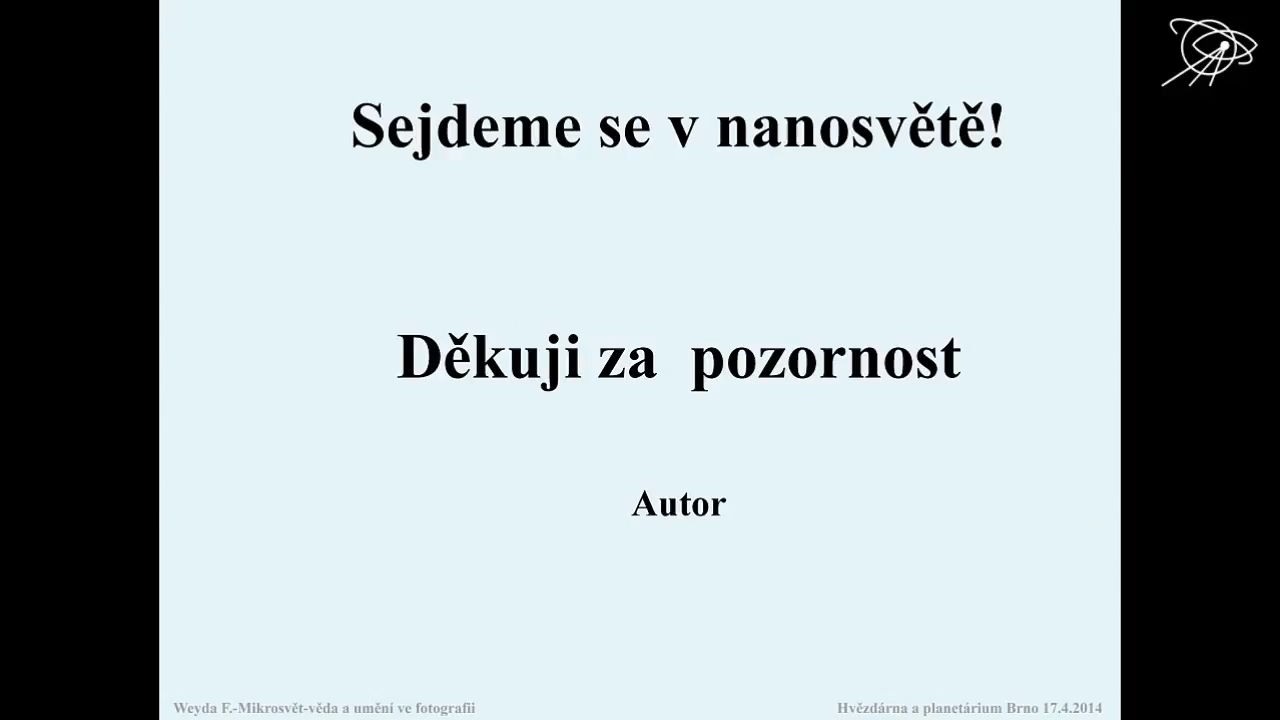 Sejdeme se v nanosvětě!
Děkuji za  pozornost
Autor
Weyda F.-Mikrosvět-věda a umění ve fotografii
Hvězdárna a planetárium Brno 17.4.2014